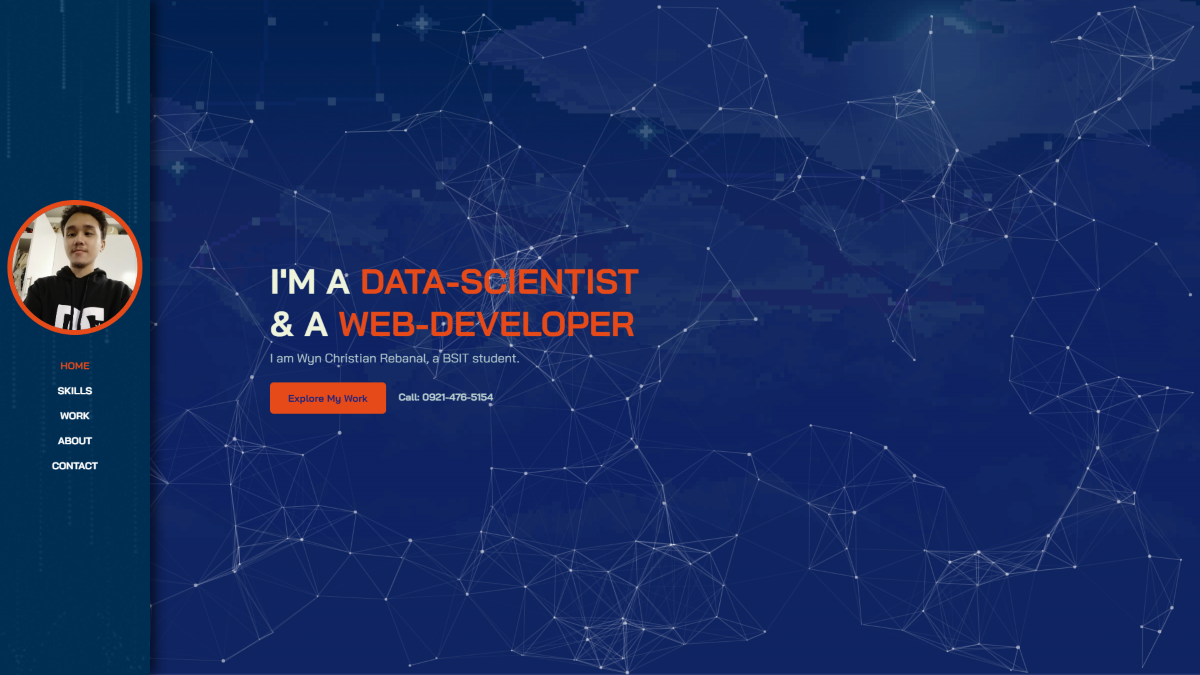 HOME
SKILLS
WORK
ABOUT
CONTACT
I'M A DATA-SCIENTIST
& A WEB-DEVELOPER
I am Wyn Christian Rebanal, a BSIT student.
Explore My Work
Call: 0921-476-5154